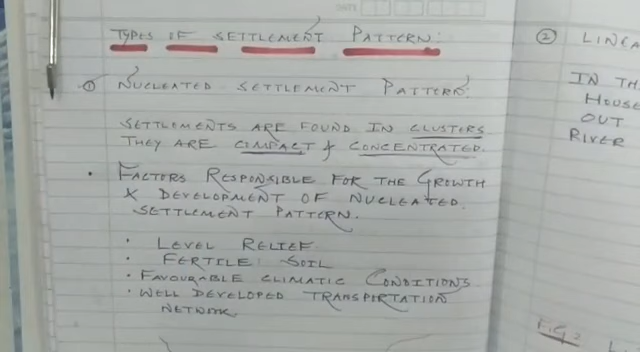 DATE
TYPES OF SETTLEMENT PATTERN:
① NUCLEATED SETTLEMENT PATTERN:
SETTLEMENTS ARE FOUND IN CLUSTERS
THEY ARE COMPACT & CONCENTRATED.
• FACTORS RESPONSIBLE FOR THE GROWTH
& DEVELOPMENT OF NUCLEATED
SETTLEMENT PATTERN.
• LEVEL RELIEF
• FERTILE SOIL
• FAVOURABLE CLIMATIC CONDITIONS
• WELL DEVELOPED TRANSPORTATION
NETWORK
② LINEA
IN TH
HOUSE
OUT
RIVER